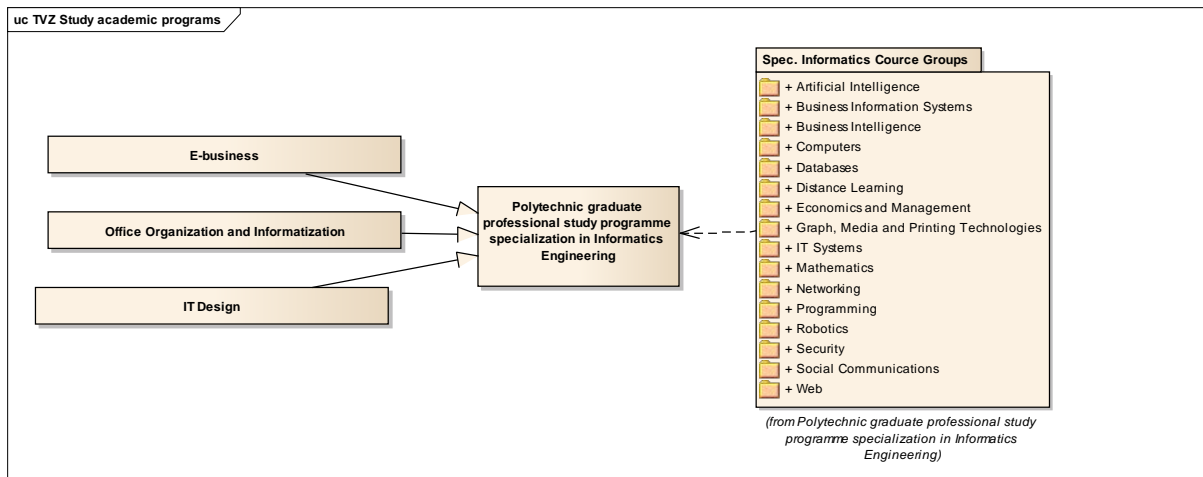 uc TVZ Study academic programs
E-business
Office Organization and Informatization
IT Design
Polytechnic graduate
professional study programme
specialization in Informatics
Engineering
Spec. Informatics Cource Groups
+ Artificial Intelligence
+ Business Information Systems
+ Business Intelligence
+ Computers
+ Databases
+ Distance Learning
+ Economics and Management
+ Graph, Media and Printing Technologies
+ IT Systems
+ Mathematics
+ Networking
+ Programming
+ Robotics
+ Security
+ Social Communications
+ Web
(from Polytechnic graduate professional study
programme specialization in Informatics
Engineering)